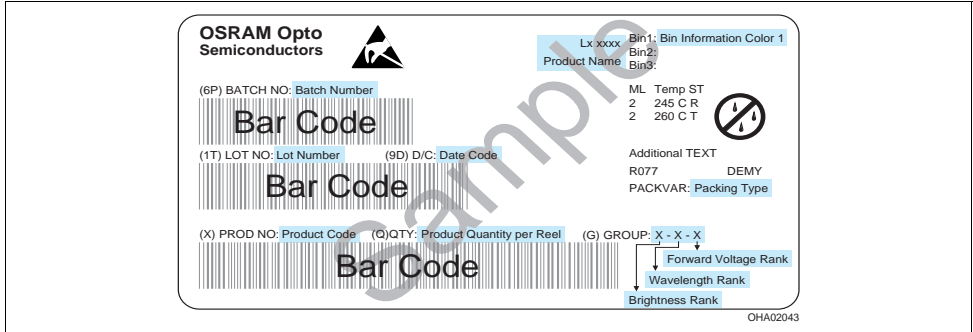 OSRAM Opto
Semiconductors
Lx xxxx
Product Name
Bin1: Bin Information Color 1
Bin2:
Bin3:
ML Temp ST
2 245 C R
2 260 C T
(6P) BATCH NO: Batch Number
Bar Code
(1T) LOT NO: Lot Number (9D) D/C: Date Code
Bar Code
Additional TEXT
R077 DEMY
PACKVAR: Packing Type
(X) PROD NO: Product Code (Q)QTY: Product Quantity per Reel (G) GROUP: X - X - X
Bar Code
Forward Voltage Rank
Wavelength Rank
Brightness Rank
Sample
OHA02043